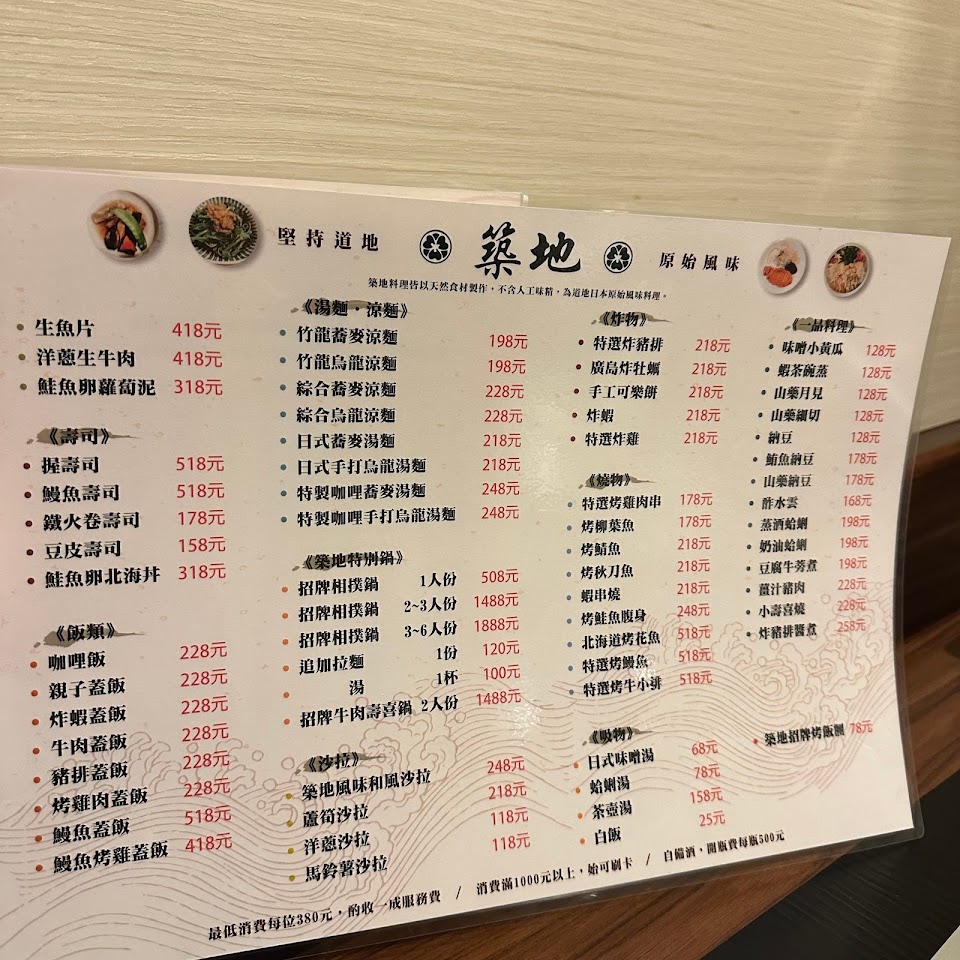 堅持道地
築地
原始風味
築地料理皆以天然食材製作，不含人工味精，為道地日本原始風味料理。
生魚片 418元
洋蔥生牛肉 418元
鮭魚卵蘿蔔泥 318元
《壽司》
握壽司 518元
鰻魚壽司 518元
鐵火卷壽司 178元
豆皮壽司 158元
鮭魚卵北海丼 318元
《飯類》
咖哩飯 228元
親子蓋飯 228元
炸蝦蓋飯 228元
牛肉蓋飯 228元
豬排蓋飯 228元
烤雞肉蓋飯 228元
鰻魚蓋飯 518元
鰻魚烤雞蓋飯 418元
《湯麵·涼麵》
竹籠蕎麥涼麵 198元
竹籠烏龍涼麵 198元
綜合蕎麥涼麵 228元
綜合烏龍涼麵 228元
日式蕎麥湯麵 218元
日式手打烏龍湯麵 218元
特製咖哩蕎麥湯麵 248元
特製咖哩手打烏龍湯麵 248元
《築地特別鍋》
招牌相撲鍋 1人份 508元
招牌相撲鍋 2~3人份 1488元
招牌相撲鍋 3~6人份 1888元
追加拉麵 1份 120元
湯 1杯 100元
招牌牛肉壽喜鍋 2人份 1488元
《沙拉》
築地風味和風沙拉 248元
蘆筍沙拉 218元
洋蔥沙拉 118元
馬鈴薯沙拉 118元
《炸物》
特選炸豬排 218元
廣島炸牡蠣 218元
手工可樂餅 218元
炸蝦 218元
特選炸雞 218元
《燒物》
特選烤雞肉串 178元
烤柳葉魚 178元
烤鯖魚 218元
烤秋刀魚 218元
蝦串燒 218元
烤鮭魚腹身 248元
北海道烤花魚 518元
特選烤鰻魚 518元
特選烤牛小排 518元
《吸物》
日式味噌湯 68元
蛤蜊湯 78元
茶壺湯 158元
白飯 25元
《一品料理》
味噌小黃瓜 128元
蝦茶碗蒸 128元
山藥月見 128元
山藥細切 128元
納豆 128元
鮪魚納豆 178元
山藥納豆 178元
酢水雲 168元
蒸酒蛤蜊 198元
奶油蛤蜊 198元
豆腐牛蒡煮 198元
薑汁豬肉 228元
小壽喜燒 228元
炸豬排醬煮 258元
築地招牌烤飯糰 78元
最低消費每位380元，酌收一成服務費 / 消費滿1000元以上，始可刷卡 / 自備酒，開瓶費每瓶500元